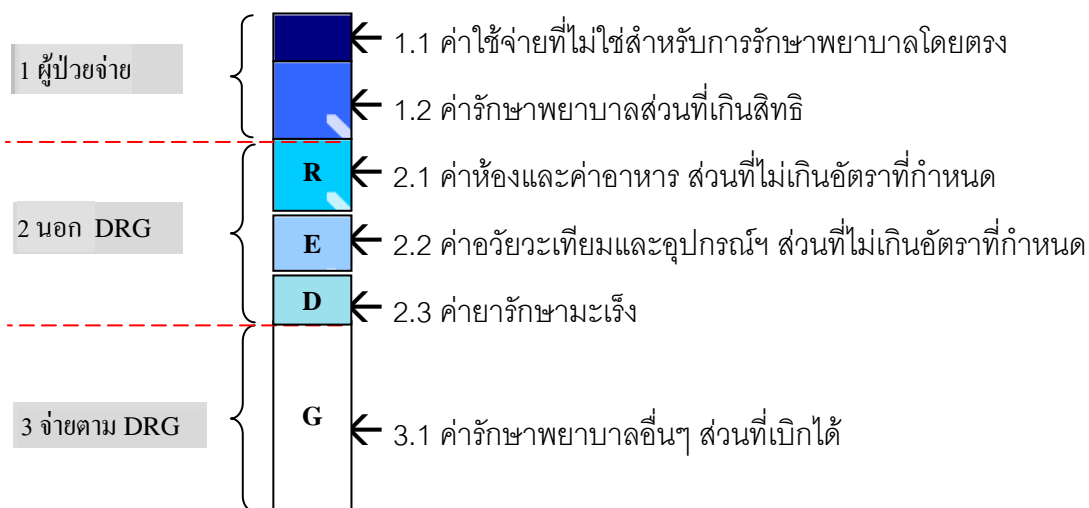 1.1 ค่าใช้จ่ายที่ไม่ใช่สำหรับการรักษาพยาบาลโดยตรง
1 ผู้ป่วยจ่าย
1.2 ค่ารักษาพยาบาลส่วนที่เกินสิทธิ
R 2.1 ค่าห้องและค่าอาหาร ส่วนที่ไม่เกินอัตราที่กำหนด
2 นอก DRG
E 2.2 ค่าอวัยวะเทียมและอุปกรณ์ฯ ส่วนที่ไม่เกินอัตราที่กำหนด
D 2.3 ค่ายารักษามะเร็ง
3 จ่ายตาม DRG
G 3.1 ค่ารักษาพยาบาลอื่นๆ ส่วนที่เบิกได้